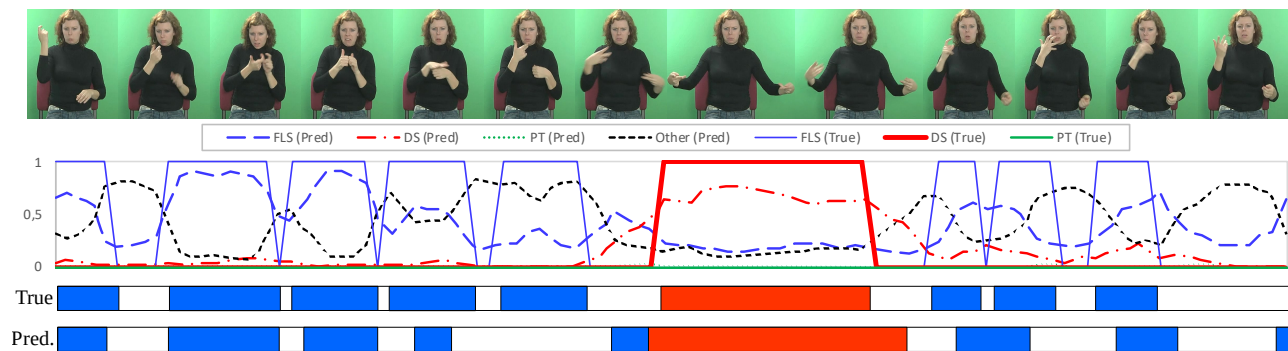 FLS (Pred) DS (Pred) PT (Pred) Other (Pred) FLS (True) DS (True) PT (True)
1
0,5
0
True
Pred.